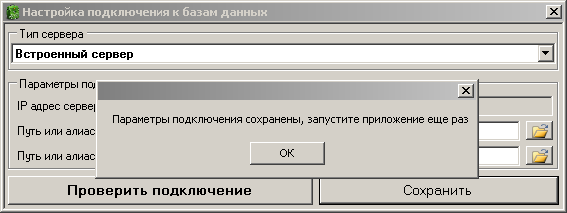 Настройка подключения к базам данных
Тип сервера
Встроенный сервер
Параметры по
IP адрес сервер
Параметры подключения сохранены, запустите приложение еще раз
Путь или алиас
OK
Путь или алиас
Проверить подключение
Сохранить